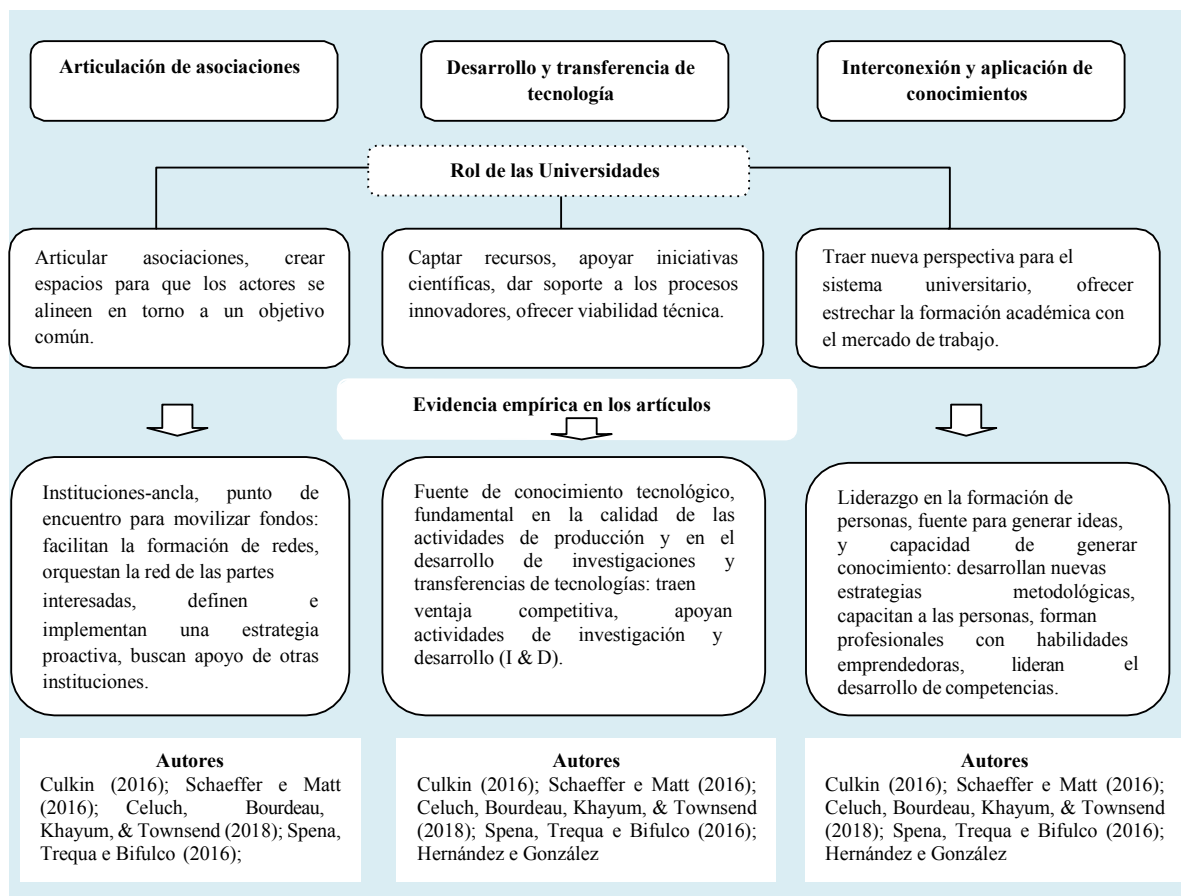 Articulación de asociaciones
Desarrollo y transferencia de
tecnología
Interconexión y aplicación de
conocimientos
Rol de las Universidades
Articular asociaciones, crear
espacios para que los actores se
alineen en torno a un objetivo
común.
Captar recursos, apoyar iniciativas
científicas, dar soporte a los procesos
innovadores, ofrecer viabilidad técnica.
Traer nueva perspectiva para el
sistema universitario, ofrecer
estrechar la formación académica con
el mercado de trabajo.
Evidencia empírica en los artículos
Instituciones-ancla, punto de
encuentro para movilizar fondos:
facilitan la formación de redes,
orquestan la red de las partes
interesadas, definen e
implementan una estrategia
proactiva, buscan apoyo de otras
instituciones.
Fuente de conocimiento tecnológico,
fundamental en la calidad de las
actividades de producción y en el
desarrollo de investigaciones y
transferencias de tecnologías: traen
ventaja competitiva, apoyan
actividades de investigación y
desarrollo (I & D).
Liderazgo en la formación de
personas, fuente para generar ideas,
y capacidad de generar
conocimiento: desarrollan nuevas
estrategias metodológicas,
capacitan a las personas, forman
profesionales con habilidades
emprendedoras, lideran el
desarrollo de competencias.
Autores
Culkin (2016); Schaeffer e Matt
(2016); Celuch, Bourdeau,
Khayum, & Townsend (2018); Spena,
Trequa e Bifulco (2016);
Autores
Culkin (2016); Schaeffer e Matt (2016);
Celuch, Bourdeau, Khayum, & Townsend
(2018); Spena, Trequa e Bifulco (2016);
Hernández e González
Autores
Culkin (2016); Schaeffer e Matt (2016);
Celuch, Bourdeau, Khayum, & Townsend
(2018); Spena, Trequa e Bifulco (2016);
Hernández e González